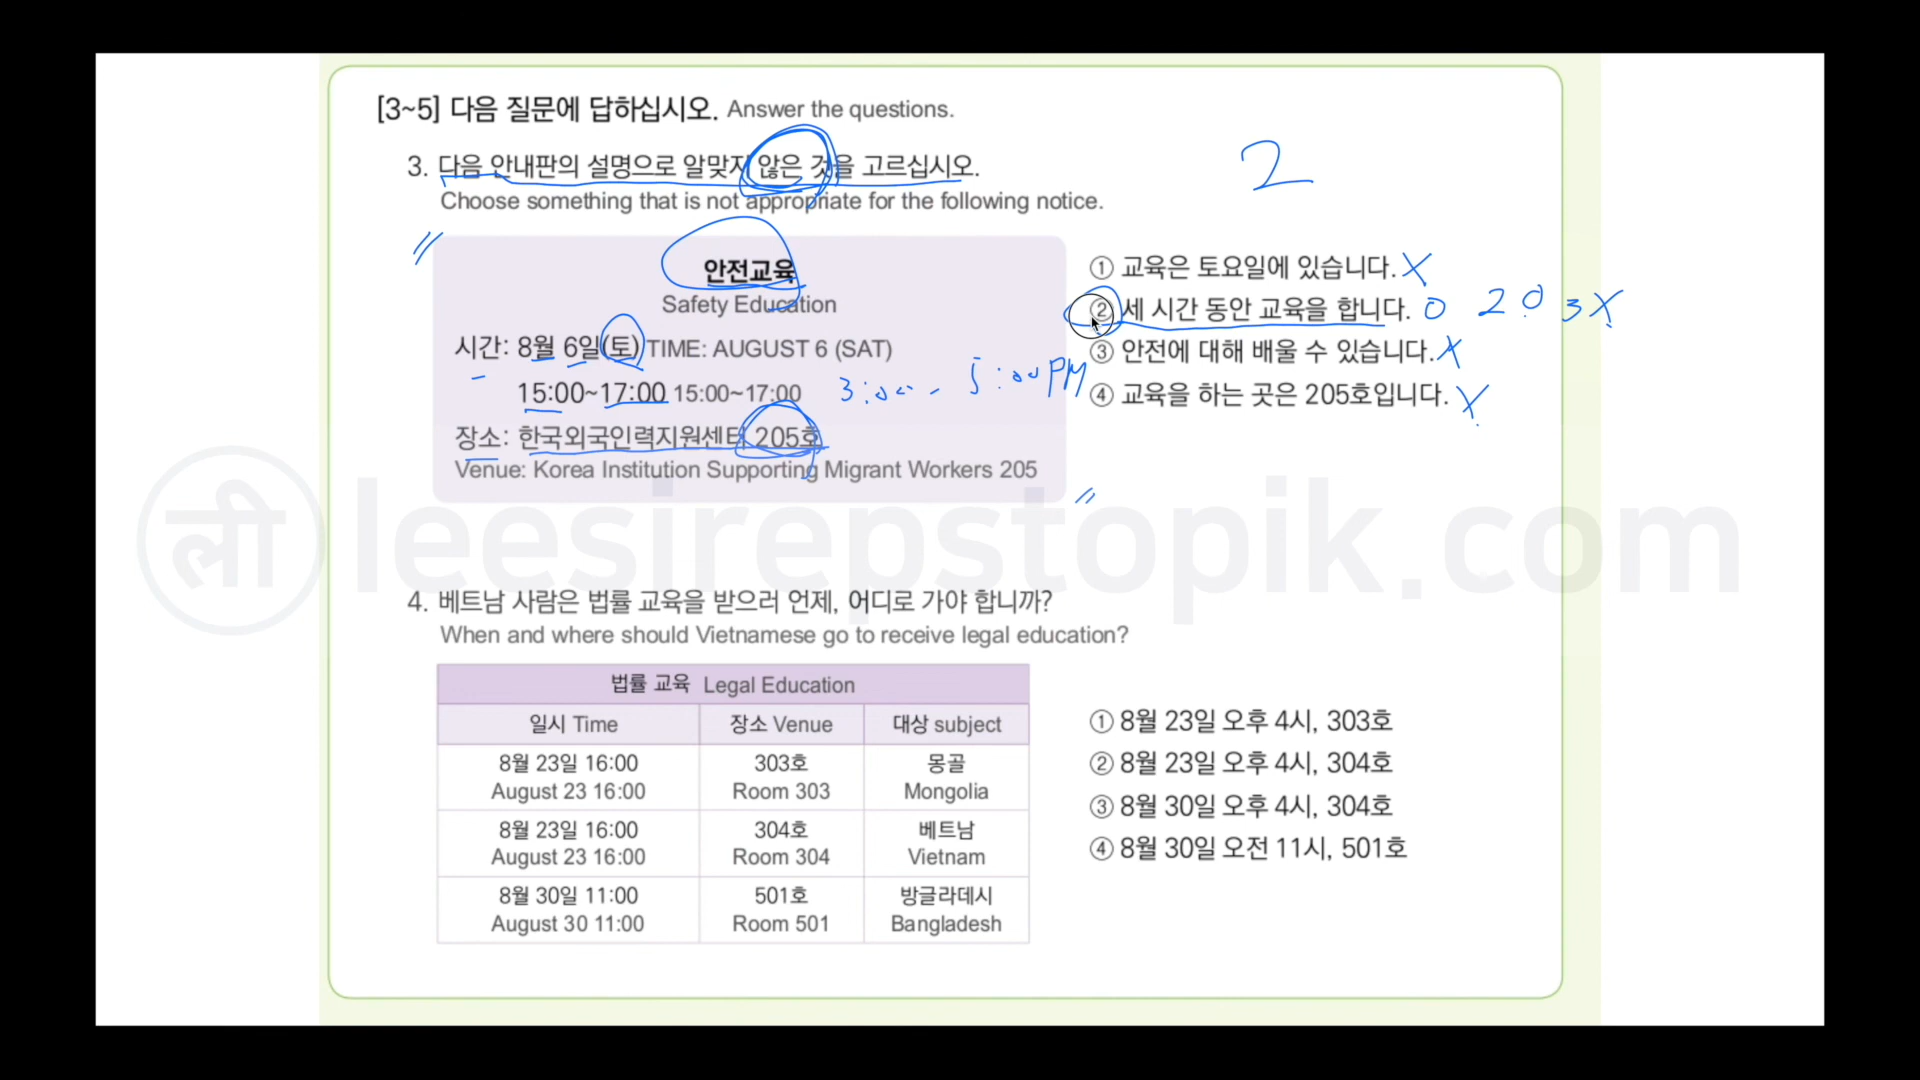 [3~5] 다음 질문에 답하십시오. Answer the questions.
3. 다음 안내판의 설명으로 알맞지 않은 것을 고르십시오.
Choose something that is not appropriate for the following notice.
2
안전교육
Safety Education
시간: 8월 6일(토) TIME: AUGUST 6 (SAT)
15:00~17:00 15:00~17:00 3:00 - 5:00 PM
장소: 한국외국인력지원센터 205호
Venue: Korea Institution Supporting Migrant Workers 205
① 교육은 토요일에 있습니다. X
② 세 시간 동안 교육을 합니다. O 2 O 3 X
③ 안전에 대해 배울 수 있습니다. X
④ 교육을 하는 곳은 205호입니다. X
ली leesirepstopik.com
4. 베트남 사람은 법률 교육을 받으러 언제, 어디로 가야 합니까?
When and where should Vietnamese go to receive legal education?
법률 교육 Legal Education
일시 Time 장소 Venue 대상 subject
8월 23일 16:00 303호 몽골
August 23 16:00 Room 303 Mongolia
8월 23일 16:00 304호 베트남
August 23 16:00 Room 304 Vietnam
8월 30일 11:00 501호 방글라데시
August 30 11:00 Room 501 Bangladesh
① 8월 23일 오후 4시, 303호
② 8월 23일 오후 4시, 304호
③ 8월 30일 오후 4시, 304호
④ 8월 30일 오전 11시, 501호